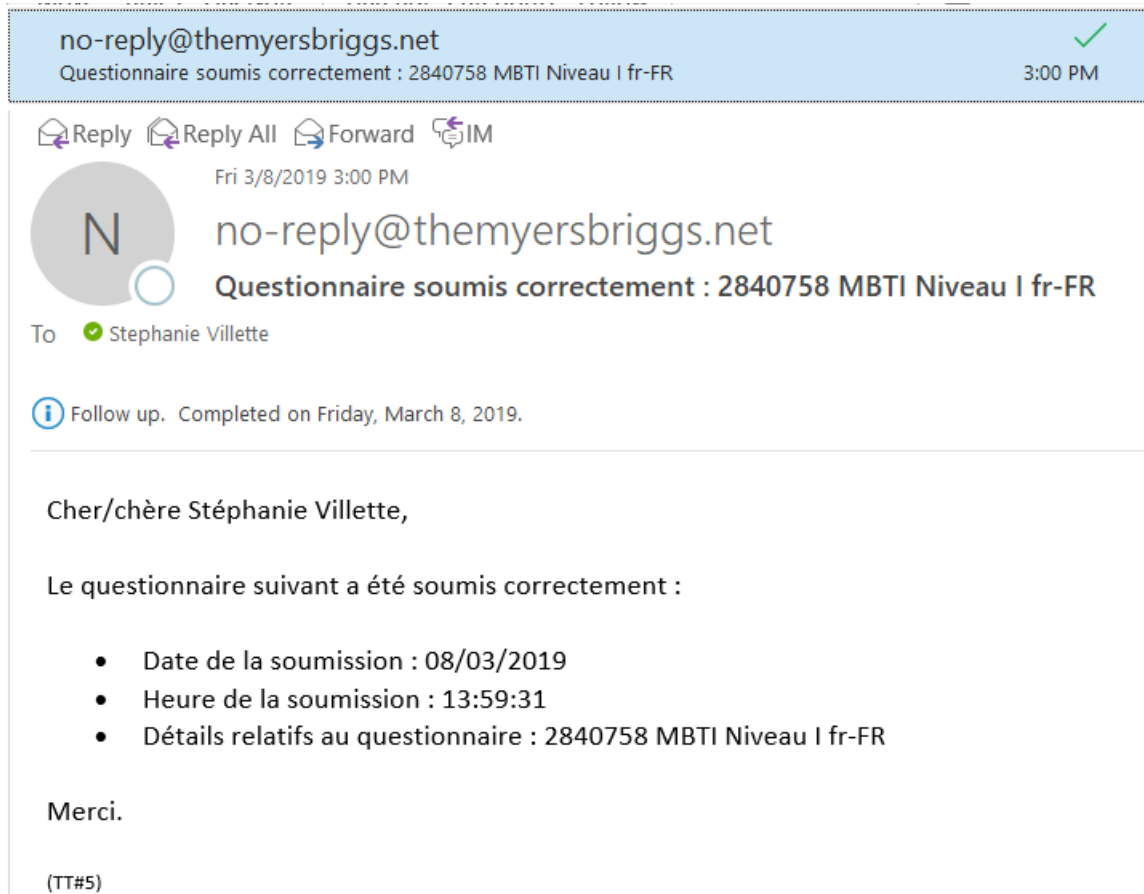 no-reply@themyersbriggs.net
Questionnaire soumis correctement : 2840758 MBTI Niveau I fr-FR 3:00 PM
Reply Reply All Forward IM
Fri 3/8/2019 3:00 PM
N
no-reply@themyersbriggs.net
Questionnaire soumis correctement : 2840758 MBTI Niveau I fr-FR
To Stephanie Villette
Follow up. Completed on Friday, March 8, 2019.
Cher/chère Stéphanie Villette,
Le questionnaire suivant a été soumis correctement :
• Date de la soumission : 08/03/2019
• Heure de la soumission : 13:59:31
• Détails relatifs au questionnaire : 2840758 MBTI Niveau I fr-FR
Merci.
(TT#5)